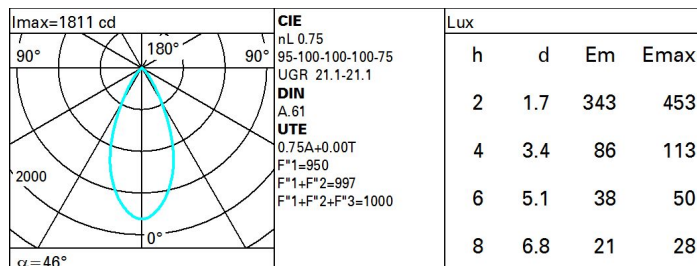 Imax=1811 cd
90°
180°
90°
2000
0°
α=46°
CIE
nL 0.75
95-100-100-100-75
UGR 21.1-21.1
DIN
A.61
UTE
0.75A+0.00T
F"1=950
F"1+F"2=997
F"1+F"2+F"3=1000
Lux
h d Em Emax
2 1.7 343 453
4 3.4 86 113
6 5.1 38 50
8 6.8 21 28